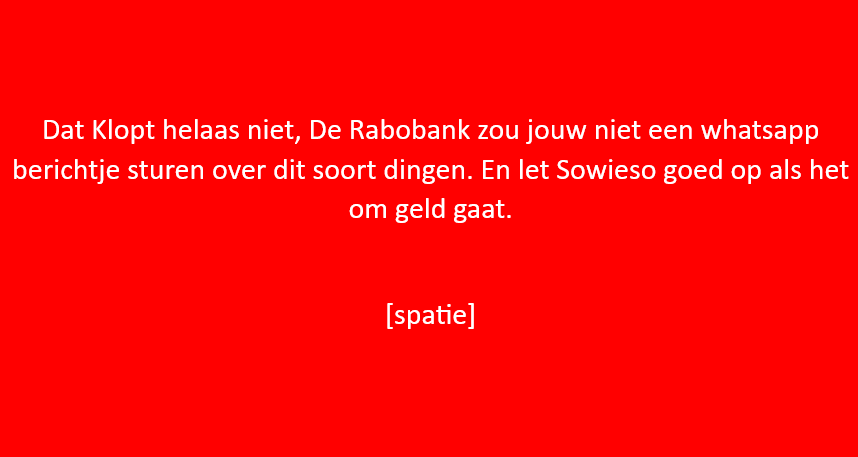 Dat Klopt helaas niet, De Rabobank zou jouw niet een whatsapp
berichtje sturen over dit soort dingen. En let Sowieso goed op als het
om geld gaat.
[spatie]